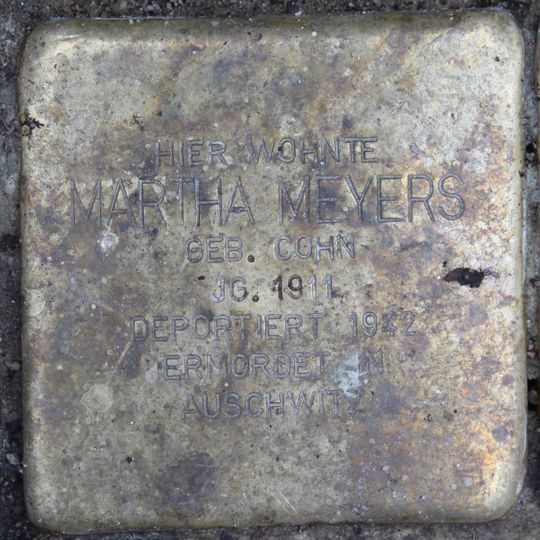 HIER WOHNTE
MARTHA MEYERS
GEB. COHN
JG. 1911
DEPORTIERT 1942
ERMORDET IN
AUSCHWITZ